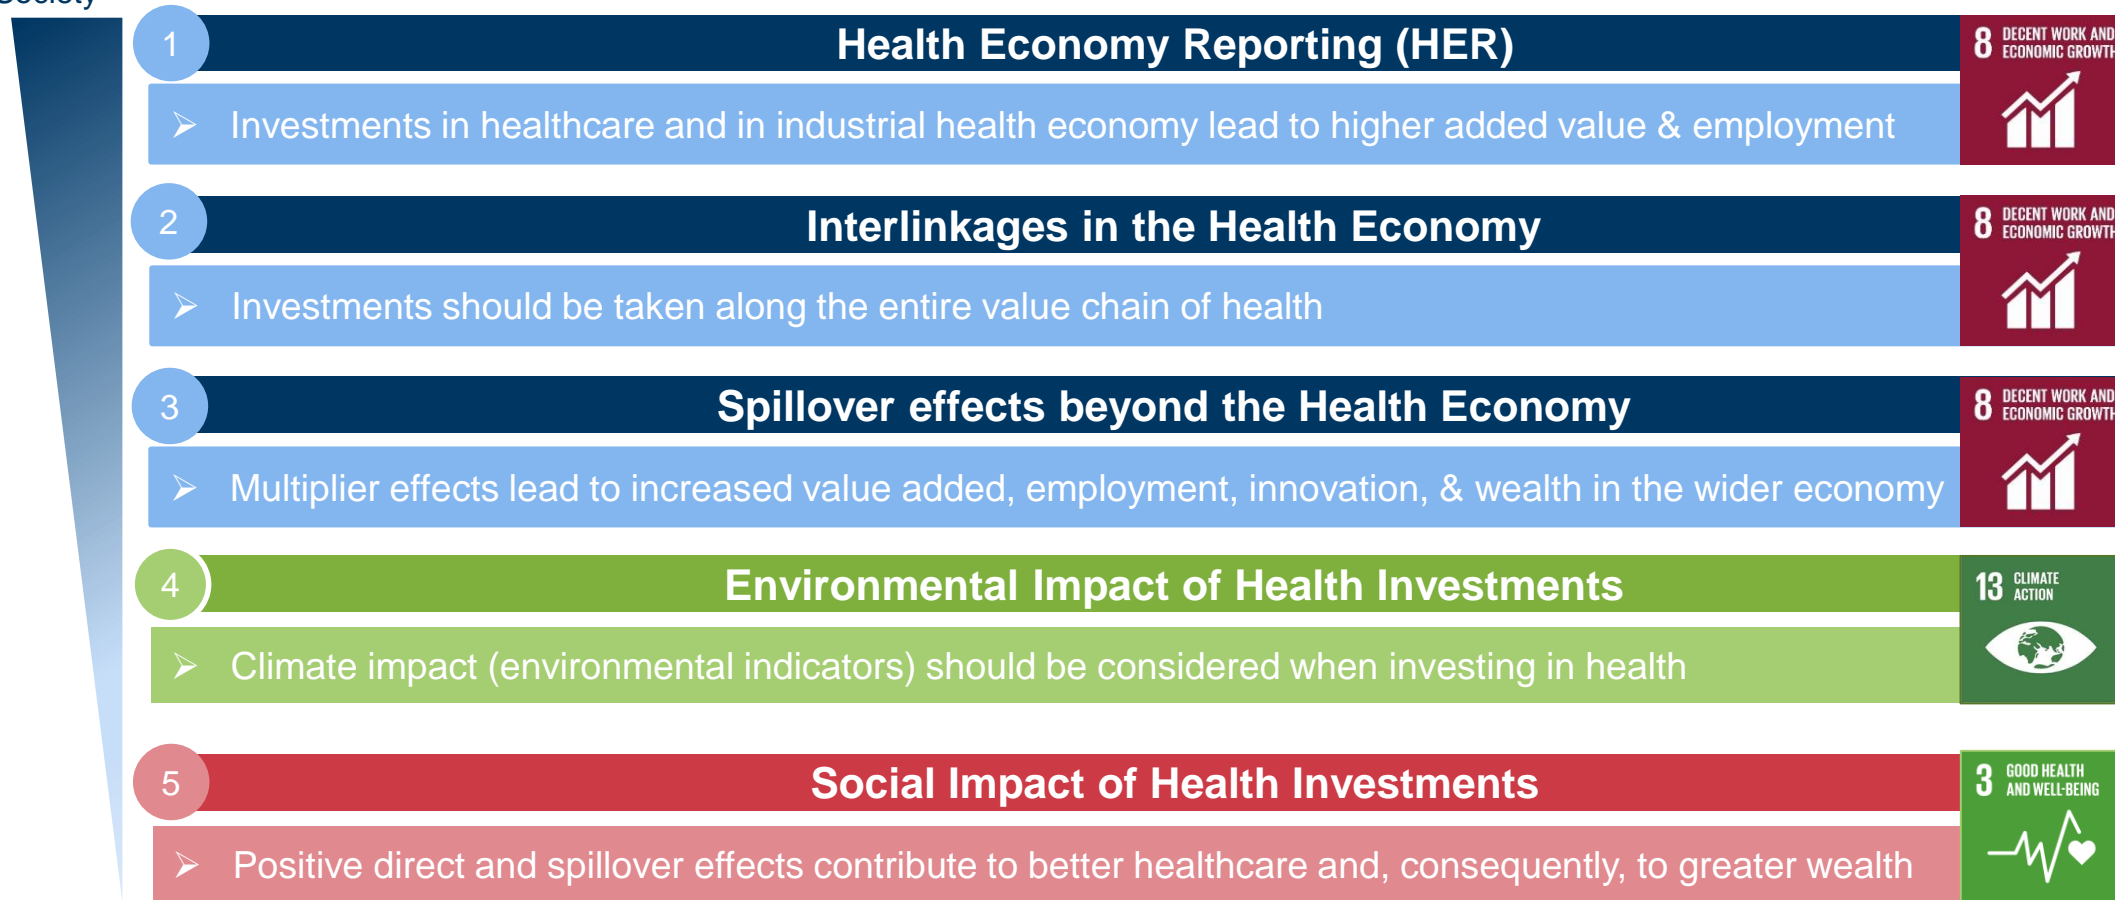 Society
1
Health Economy Reporting (HER)
8 DECENT WORK AND
ECONOMIC GROWTH
➢ Investments in healthcare and in industrial health economy lead to higher added value & employment
2
Interlinkages in the Health Economy
8 DECENT WORK AND
ECONOMIC GROWTH
➢ Investments should be taken along the entire value chain of health
3
Spillover effects beyond the Health Economy
8 DECENT WORK AND
ECONOMIC GROWTH
➢ Multiplier effects lead to increased value added, employment, innovation, & wealth in the wider economy
4
Environmental Impact of Health Investments
13 CLIMATE
ACTION
➢ Climate impact (environmental indicators) should be considered when investing in health
5
Social Impact of Health Investments
3 GOOD HEALTH
AND WELL-BEING
➢ Positive direct and spillover effects contribute to better healthcare and, consequently, to greater wealth